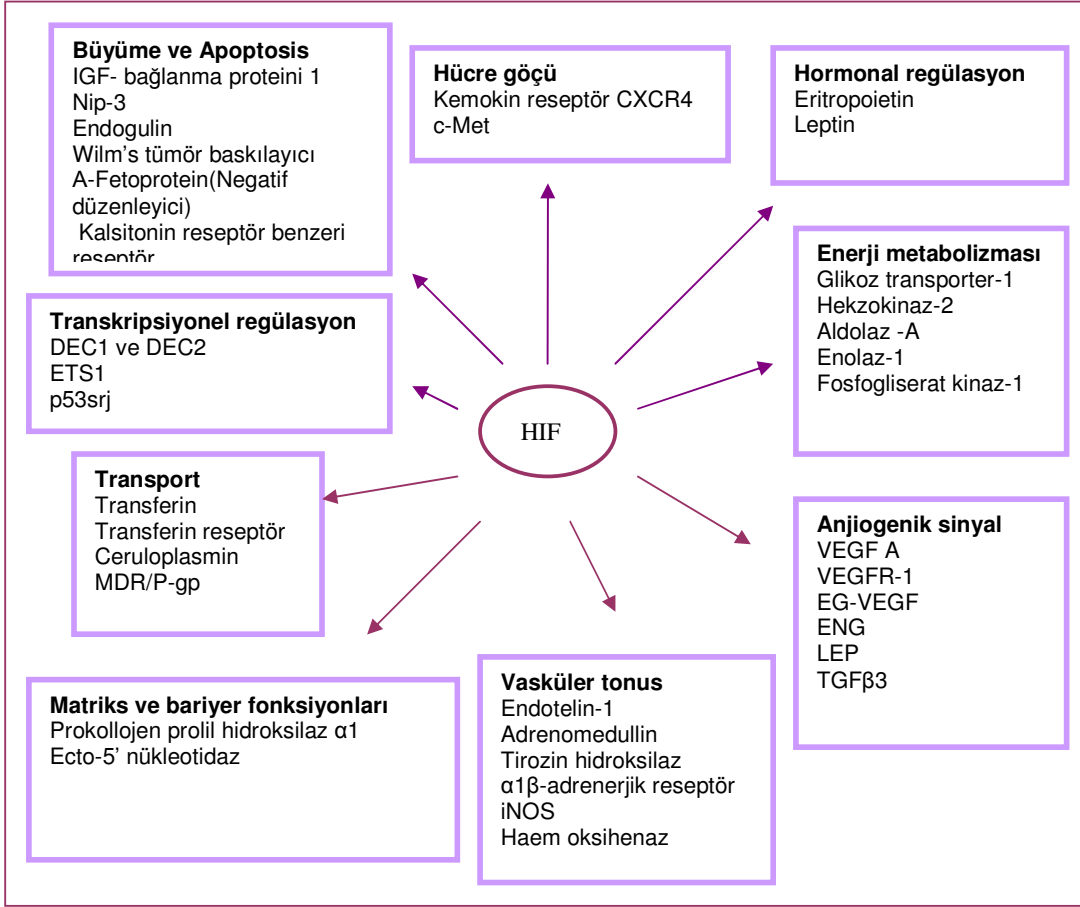 Büyüme ve Apoptosis
IGF- bağlanma proteini 1
Nip-3
Endogulin
Wilm’s tümör baskılayıcı
A-Fetoprotein(Negatif
düzenleyici)
Kalsitonin reseptör benzeri
reseptör
Hücre göçü
Kemokin reseptör CXCR4
c-Met
Hormonal regülasyon
Eritropoietin
Leptin
Enerji metabolizması
Glikoz transporter-1
Hekzokinaz-2
Aldolaz -A
Enolaz-1
Fosfogliserat kinaz-1
Transkripsiyonel regülasyon
DEC1 ve DEC2
ETS1
p53srj
HIF
Transport
Transferin
Transferin reseptör
Ceruloplasmin
MDR/P-gp
Anjiogenik sinyal
VEGF A
VEGFR-1
EG-VEGF
ENG
LEP
TGFβ3
Matriks ve bariyer fonksiyonları
Prokollojen prolil hidroksilaz α1
Ecto-5’ nükleotidaz
Vasküler tonus
Endotelin-1
Adrenomedullin
Tirozin hidroksilaz
α1β-adrenerjik reseptör
iNOS
Haem oksihenaz